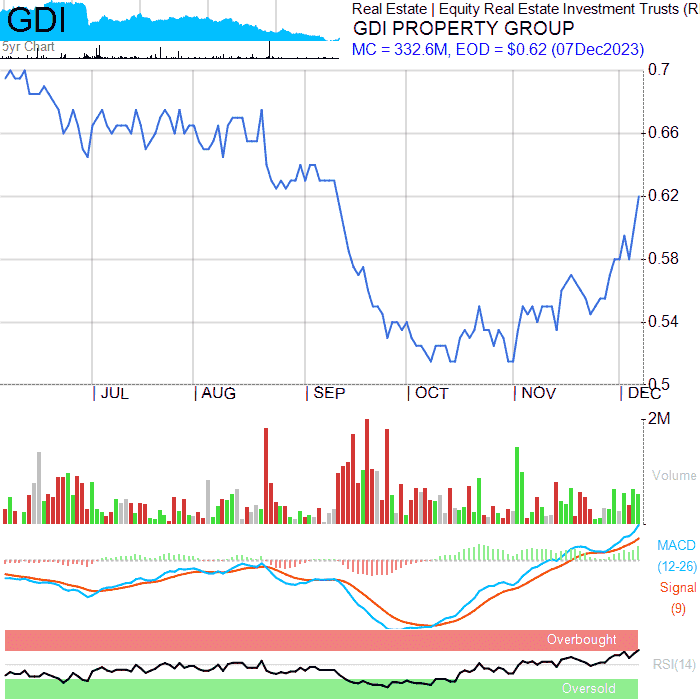 GDI
5yr Chart
Real Estate | Equity Real Estate Investment Trusts (R
GDI PROPERTY GROUP
MC = 332.6M, EOD = $0.62 (07Dec2023)
0.7
0.66
0.62
0.58
0.54
0.5
JUL AUG SEP OCT NOV DEC
2M
Volume
MACD
(12-26)
Signal
(9)
Overbought
RSI(14)
Oversold